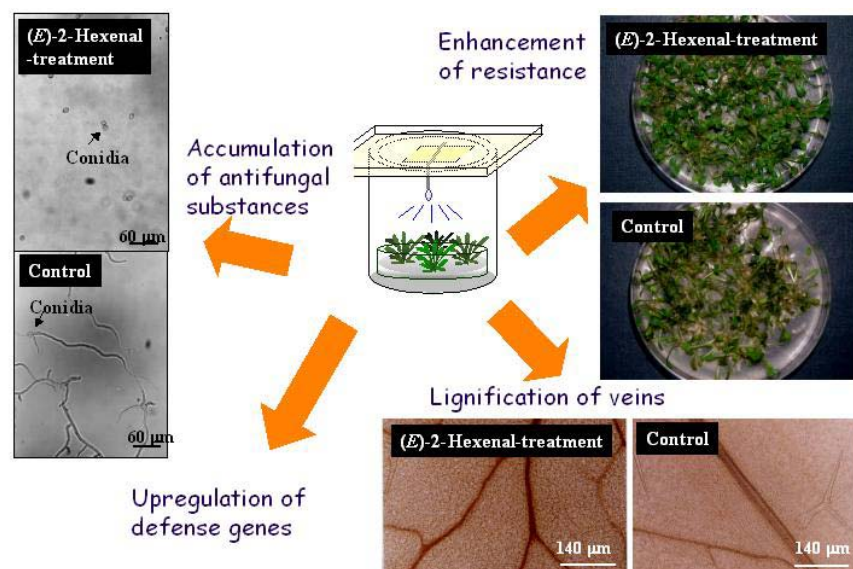 (E)-2-Hexenal
-treatment
Conidia
60 µm
Control
Conidia
60 µm
Accumulation
of antifungal
substances
Enhancement
of resistance
(E)-2-Hexenal-treatment
Control
Upregulation of
defense genes
Lignification of veins
(E)-2-Hexenal-treatment
140 µm
Control
140 µm